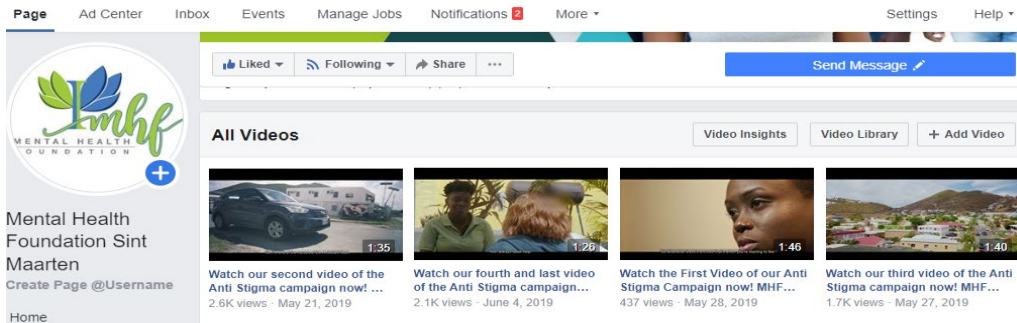 Page Ad Center Inbox Events Manage Jobs Notifications 2 More
Settings Help
Liked Following Share ...
Send Message
mhf
MENTAL HEALTH
FOUNDATION
All Videos
Video Insights Video Library + Add Video
1:35 1:26 1:46 1:40
Mental Health
Foundation Sint
Maarten
Create Page @Username
Home
Watch our second video of the
Anti Stigma campaign now! ...
2.6K views · May 21, 2019
Watch our fourth and last video
of the Anti Stigma campaign...
2.1K views · June 4, 2019
Watch the First Video of our Anti
Stigma Campaign now! MHF...
437 views · May 28, 2019
Watch our third video of the Anti
Stigma campaign now! MHF...
1.7K views · May 27, 2019